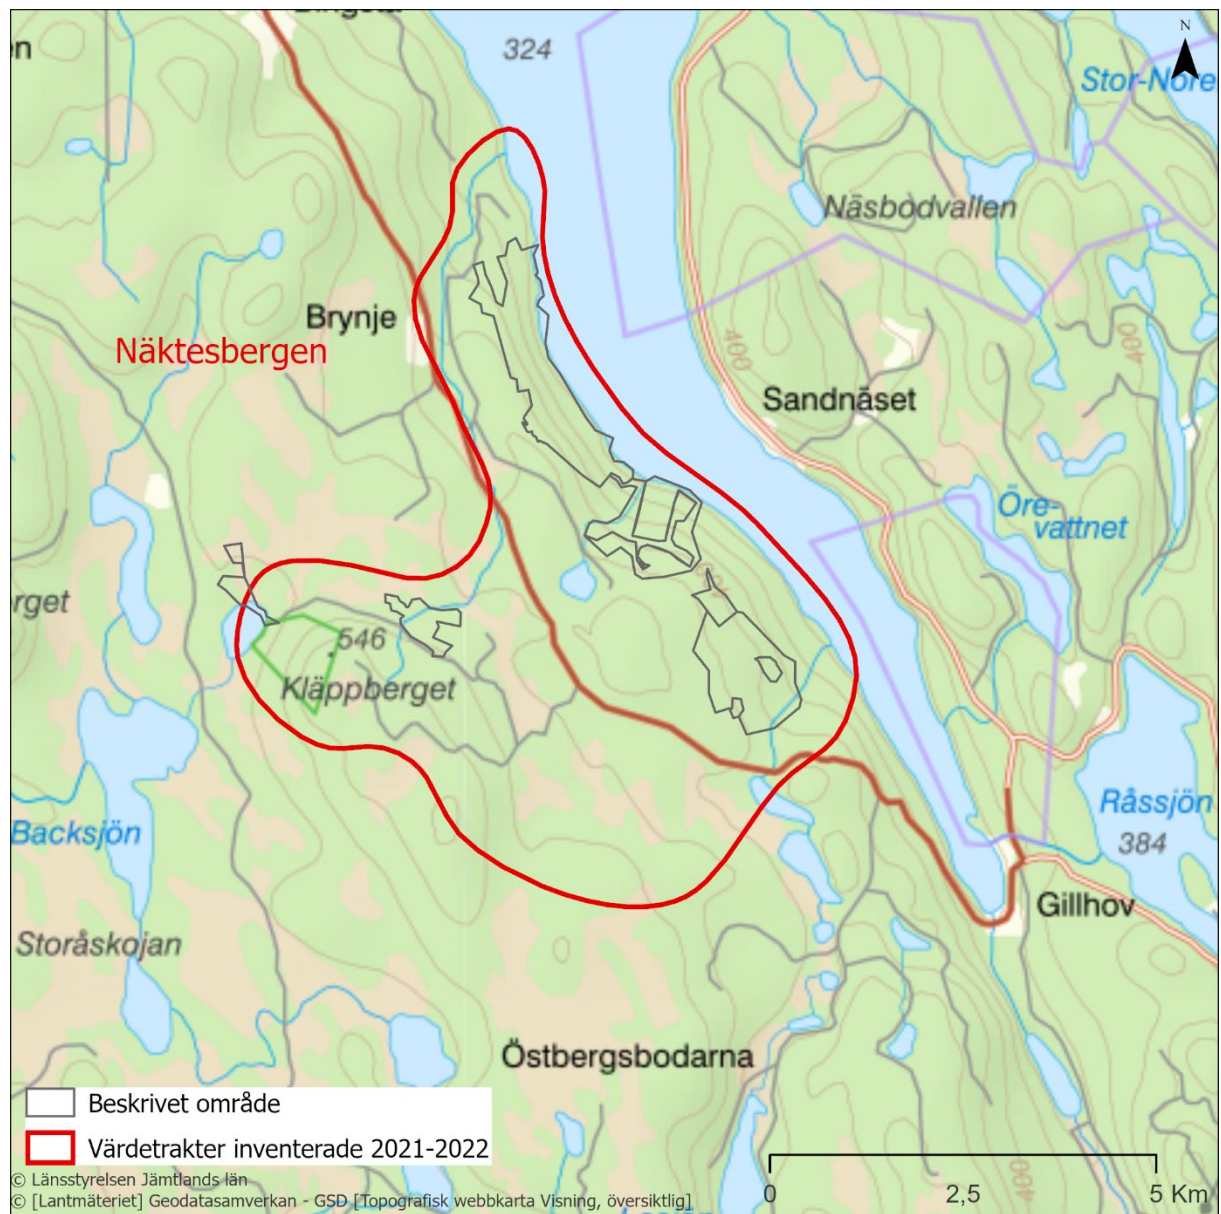 N
324
Stor-Nore
Näsbodvallen
Brynje
Näktesbergen
400
400
Sandnäset
Öre-
vattnet
rget
546
Kläppberget
Råssjön
384
Backsjön
Gillhov
Storåskojan
Östbergsbodarna
Beskrivet område
Värdetrakter inventerade 2021-2022
400
© Länsstyrelsen Jämtlands län
© [Lantmäteriet] Geodatasamverkan - GSD [Topografisk webbkarta Visning, översiktlig]
0 2,5 5 Km